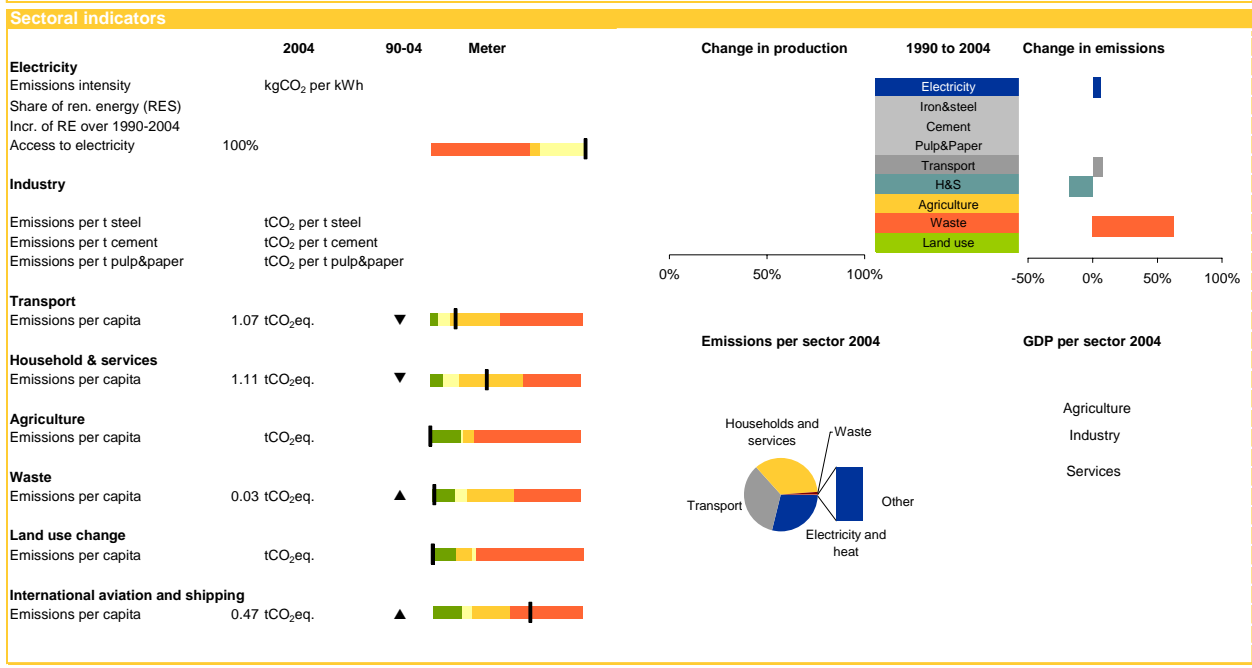 Sectoral indicators
2004 90-04 Meter
Electricity
Emissions intensity kgCO₂ per kWh
Share of ren. energy (RES)
Incr. of RE over 1990-2004
Access to electricity 100%
Industry
Emissions per t steel tCO₂ per t steel
Emissions per t cement tCO₂ per t cement
Emissions per t pulp&paper tCO₂ per t pulp&paper
Transport
Emissions per capita 1.07 tCO₂eq. ▼
Household & services
Emissions per capita 1.11 tCO₂eq. ▼
Agriculture
Emissions per capita tCO₂eq.
Waste
Emissions per capita 0.03 tCO₂eq. ▲
Land use change
Emissions per capita tCO₂eq.
International aviation and shipping
Emissions per capita 0.47 tCO₂eq. ▲
Change in production 1990 to 2004 Change in emissions
Electricity
Iron&steel
Cement
Pulp&Paper
Transport
H&S
Agriculture
Waste
Land use
0% 50% 100%
-50% 0% 50% 100%
Emissions per sector 2004
Households and
services
Waste
Transport
Other
Electricity and
heat
GDP per sector 2004
Agriculture
Industry
Services